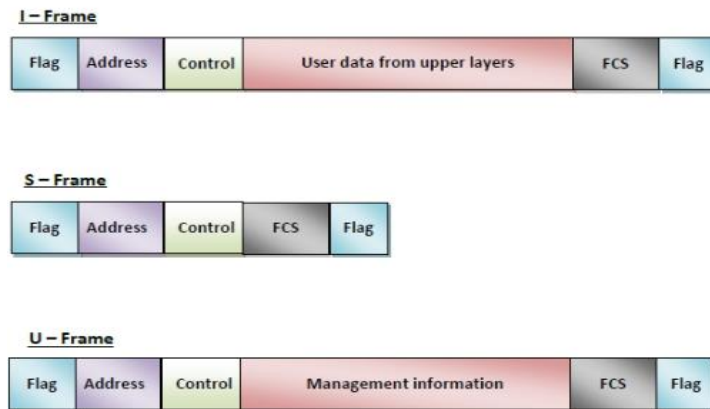 I – Frame
Flag Address Control User data from upper layers FCS Flag
S – Frame
Flag Address Control FCS Flag
U – Frame
Flag Address Control Management information FCS Flag